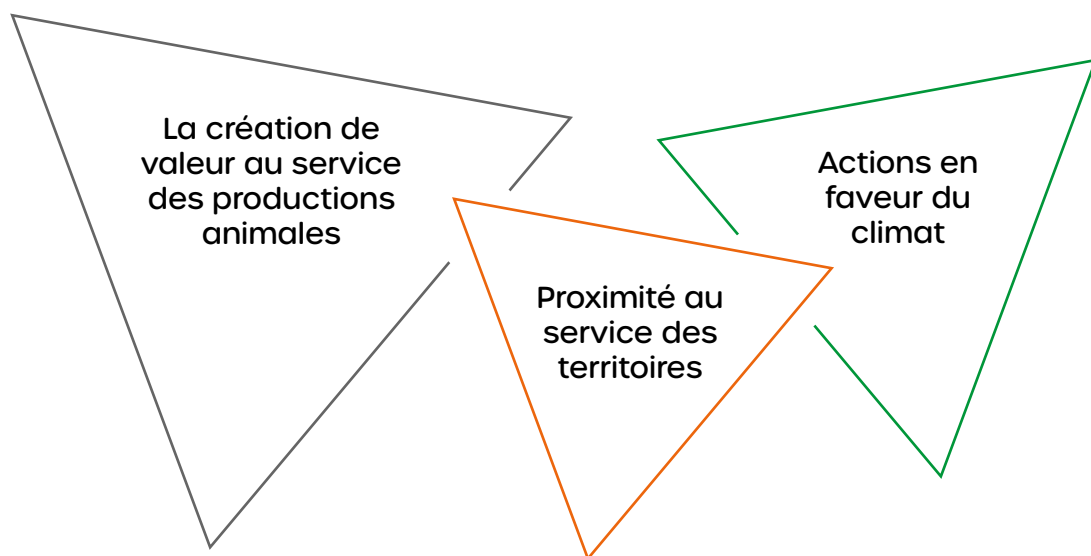 La création de
valeur au service
des productions
animales
Proximité au
service des
territoires
Actions en
faveur du
climat